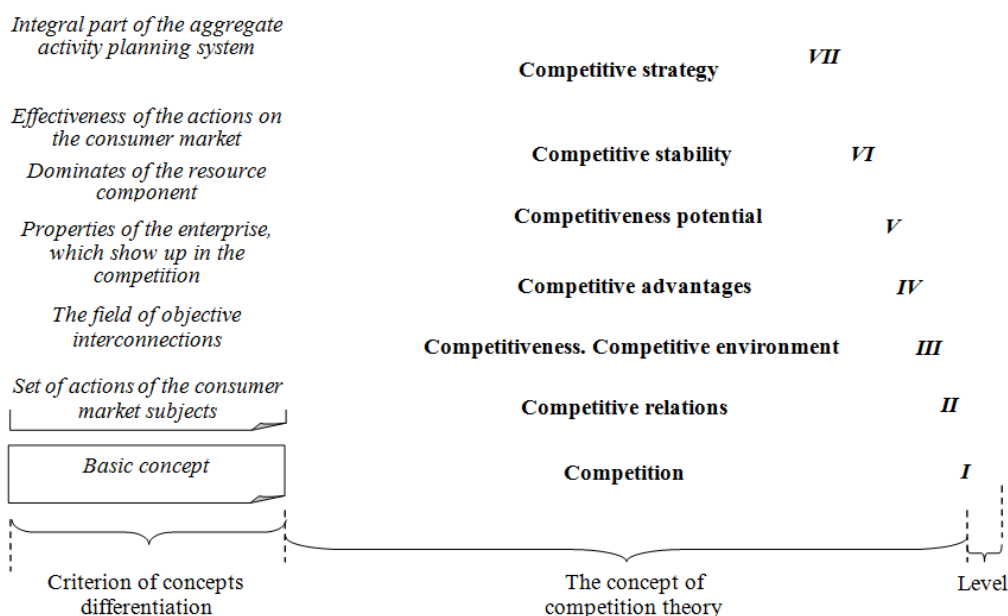 Integral part of the aggregate
activity planning system
Competitive strategy
VII
Effectiveness of the actions on
the consumer market
Competitive stability
VI
Dominates of the resource
component
Competitiveness potential
V
Properties of the enterprise,
which show up in the
competition
Competitive advantages
IV
The field of objective
interconnections
Competitiveness. Competitive environment
III
Set of actions of the consumer
market subjects
Competitive relations
II
Basic concept
Competition
I
Criterion of concepts
differentiation
The concept of
competition theory
Level